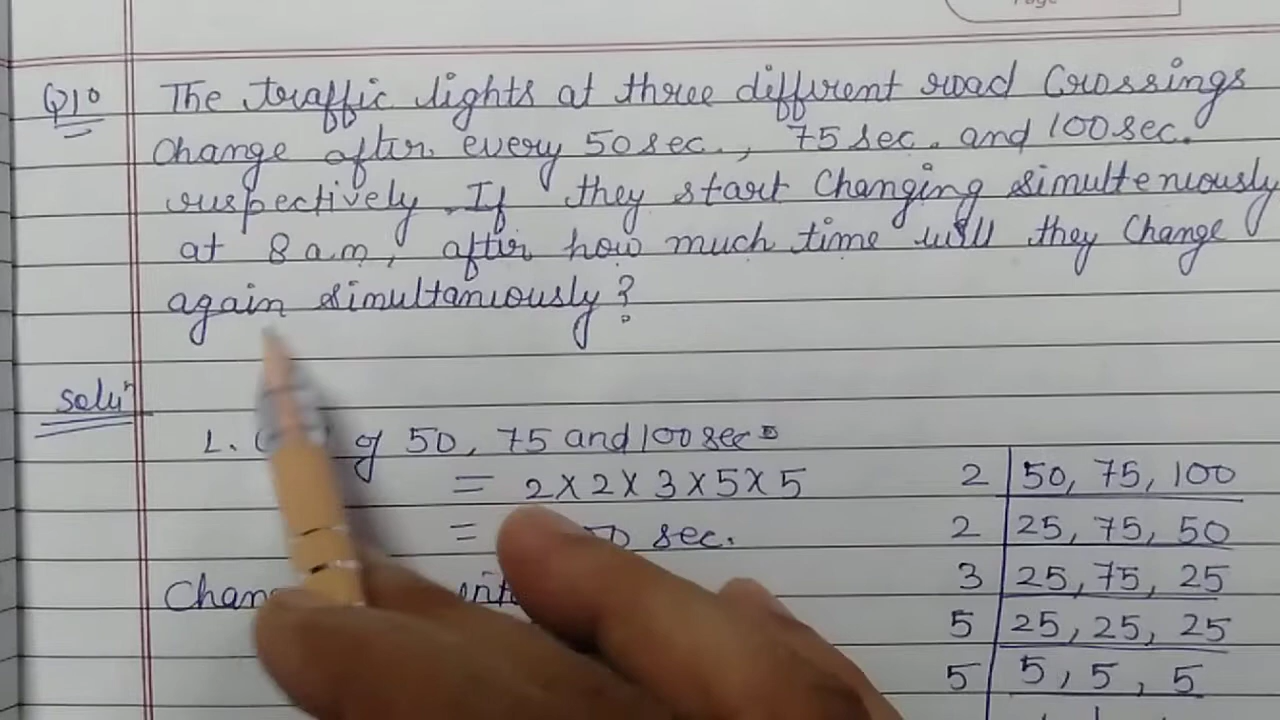 Page
Q10 The traffic lights at three different road Crossings
Change after every 50 sec., 75 sec. and 100 sec.
respectively. If they start Changing simulteniously
at 8 a.m, after how much time will they Change
again simultaniously?
Solun
L. of 50, 75 and 100 sec
= 2 × 2 × 3 × 5 × 5
= sec.
2 50, 75, 100
2 25, 75, 50
3 25, 75, 25
5 25, 25, 25
5 5, 5, 5